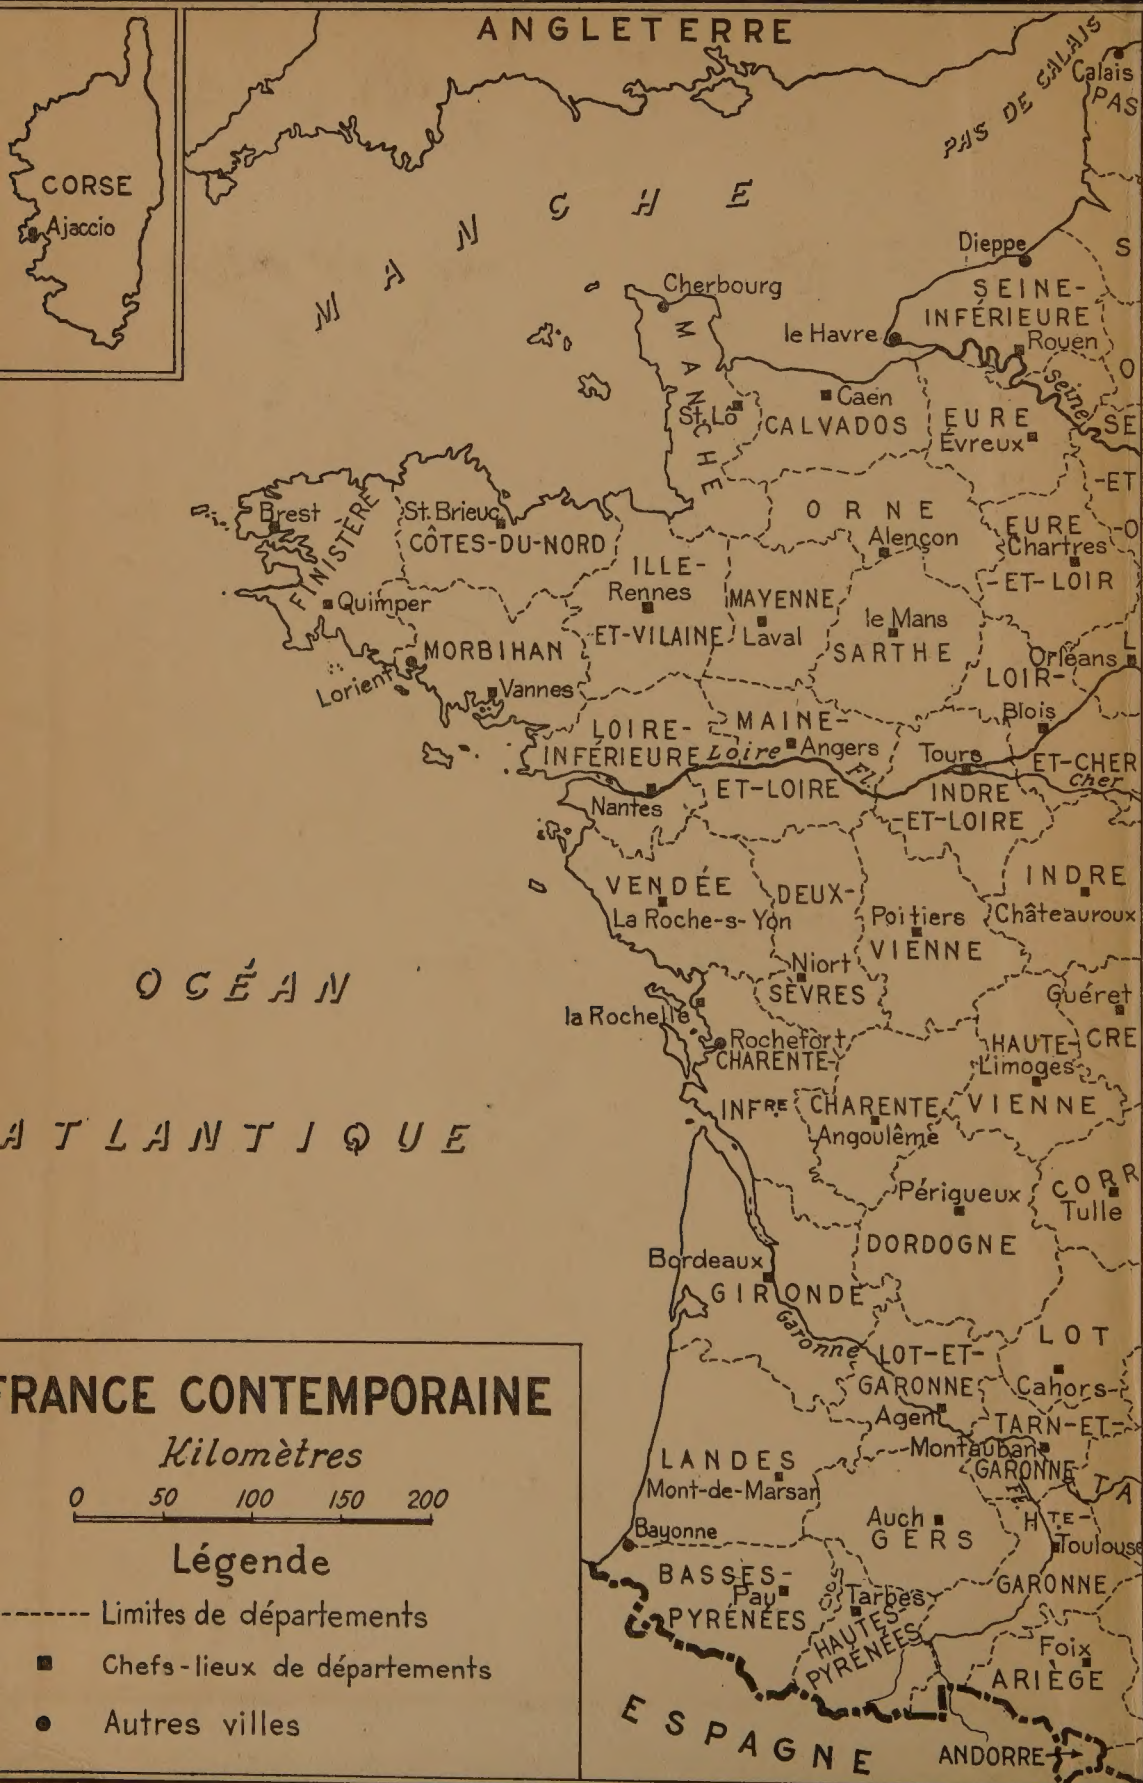 ANGLETERRE
PAS DE CALAIS
Calais
PAS
CORSE
Ajaccio
MANCHE
Dieppe
S
SEINE-
INFÉRIEURE
Cherbourg
le Havre
Rouen
O
Seine
MANCHE
St. Lô
Caen
CALVADOS
EURE
Évreux
SE
-ET
-O
Brest
FINISTÈRE
St. Brieuc
CÔTES-DU-NORD
ORNE
Alençon
EURE
Chartres
-ET-LOIR
ILLE-
Rennes
ET-VILAINE
MAYENNE
Laval
le Mans
SARTHE
Quimper
MORBIHAN
Lorient
Vannes
L
Orléans
LOIR-
Blois
ET-CHER
Cher
LOIRE-
INFÉRIEURE
Loire
Fl.
MAINE-
Angers
ET-LOIRE
Tours
INDRE
-ET-LOIRE
Nantes
VENDÉE
La Roche-s-Yon
DEUX-
Niort
SÈVRES
Poitiers
VIENNE
INDRE
Châteauroux
OCÉAN
ATLANTIQUE
la Rochelle
Rochefort
CHARENTE-
INFRE
Guéret
CRE
HAUTE-
Limoges
VIENNE
CHARENTE
Angoulême
Périgueux
DORDOGNE
CORR
Tulle
Bordeaux
GIRONDE
Garonne
LOT-ET-
GARONNE
Agen
LOT
Cahors
TARN-ET-
Montauban
GARONNE
TA
LANDES
Mont-de-Marsan
Auch
GERS
Fl.
HTE-
Toulouse
GARONNE
Bayonne
BASSES-
Pau
PYRÉNÉES
Tarbes
HAUTES-
PYRÉNÉES
Foix
ARIÈGE
ESPAGNE
ANDORRE
FRANCE CONTEMPORAINE
Kilomètres
0 50 100 150 200
Légende
Limites de départements
Chefs-lieux de départements
Autres villes